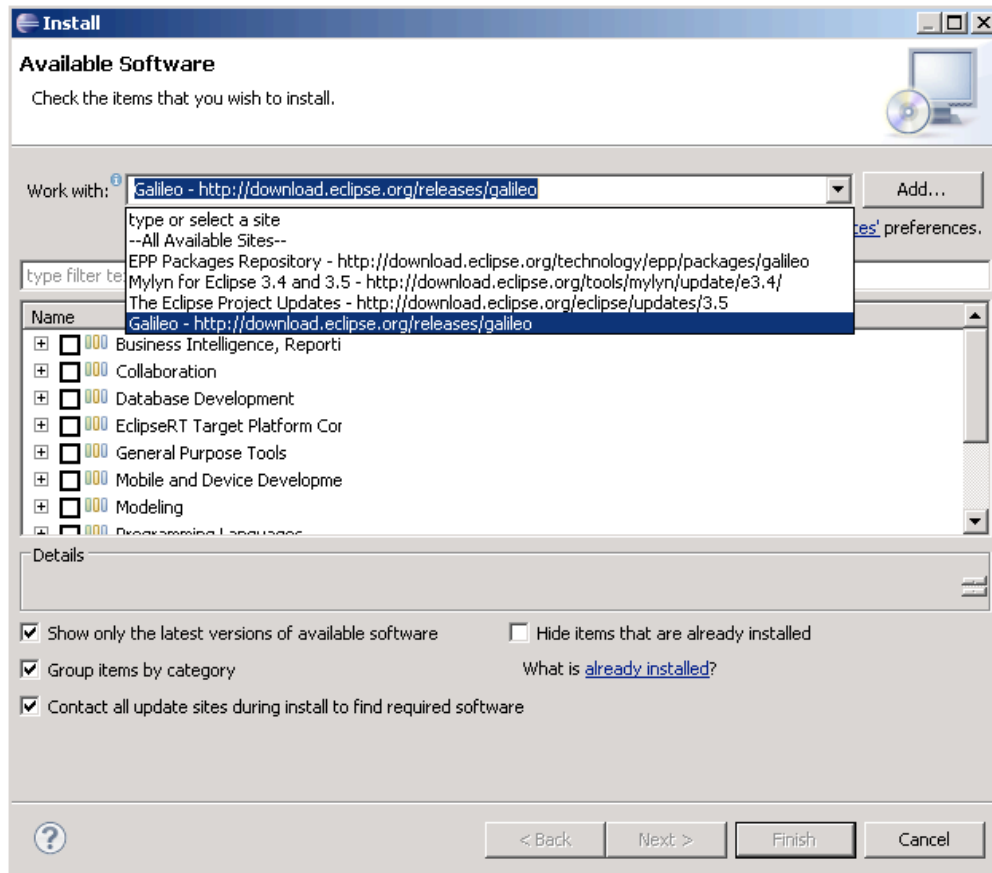 Install
Available Software
Check the items that you wish to install.
Work with: Galileo - http://download.eclipse.org/releases/galileo Add...
type or select a site
--All Available Sites--
EPP Packages Repository - http://download.eclipse.org/technology/epp/packages/galileo
Mylyn for Eclipse 3.4 and 3.5 - http://download.eclipse.org/tools/mylyn/update/e3.4/
The Eclipse Project Updates - http://download.eclipse.org/eclipse/updates/3.5
Galileo - http://download.eclipse.org/releases/galileo
ces' preferences.
type filter te
Name
Business Intelligence, Reporti
Collaboration
Database Development
EclipseRT Target Platform Cor
General Purpose Tools
Mobile and Device Developme
Modeling
Programming Languages
Details
Show only the latest versions of available software
Hide items that are already installed
Group items by category
What is already installed?
Contact all update sites during install to find required software
? < Back Next > Finish Cancel